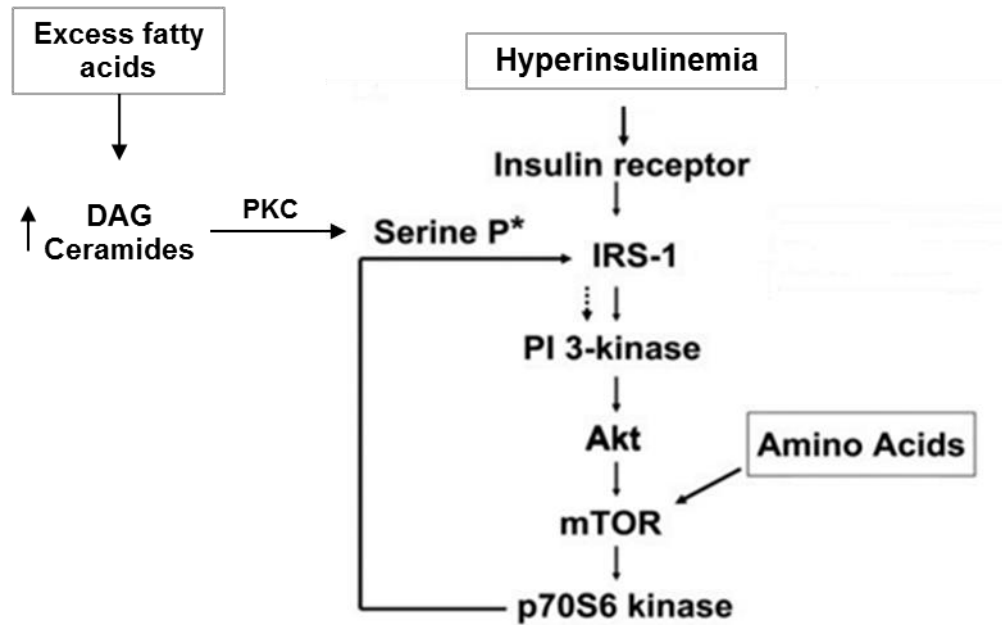 Excess fatty
acids
Hyperinsulinemia
Insulin receptor
DAG
Ceramides
PKC
Serine P*
IRS-1
PI 3-kinase
Akt
Amino Acids
mTOR
p70S6 kinase